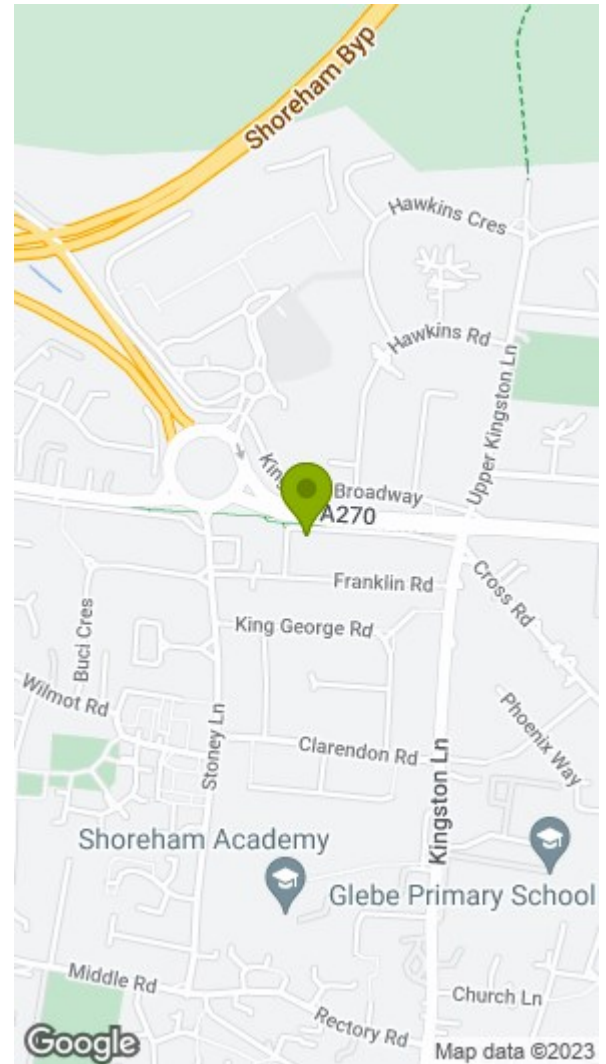 Shoreham Byp
Hawkins Cres
Hawkins Rd
Upper Kingston Ln
Broadway
A270
Franklin Rd
Cross Rd
King George Rd
Buci Cres
Wilmot Rd
Stoney Ln
Clarendon Rd
Phoenix Way
Kingston Ln
Shoreham Academy
Glebe Primary School
Middle Rd
Church Ln
Rectory Rd
Google
Map data ©2023